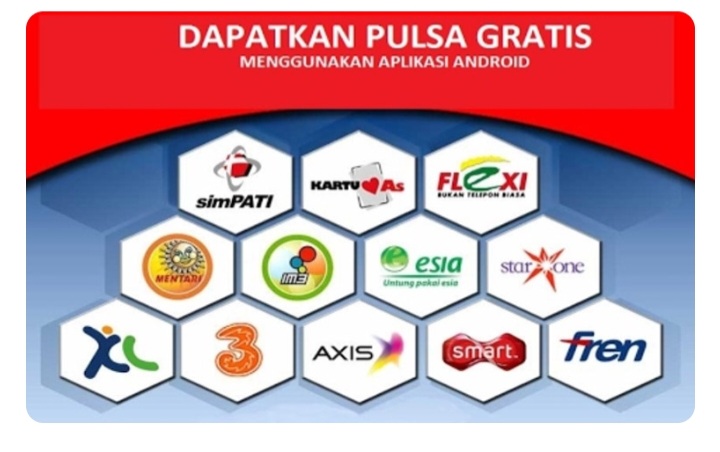 DAPATKAN PULSA GRATIS
MENGGUNAKAN APLIKASI ANDROID
simPATI
KARTU As
FLEXI
BUKAN TELEPON BIASA
MENTARI
IM3
esia
Untung pakai esia
star one
XL
3
AXIS
smart.
fren